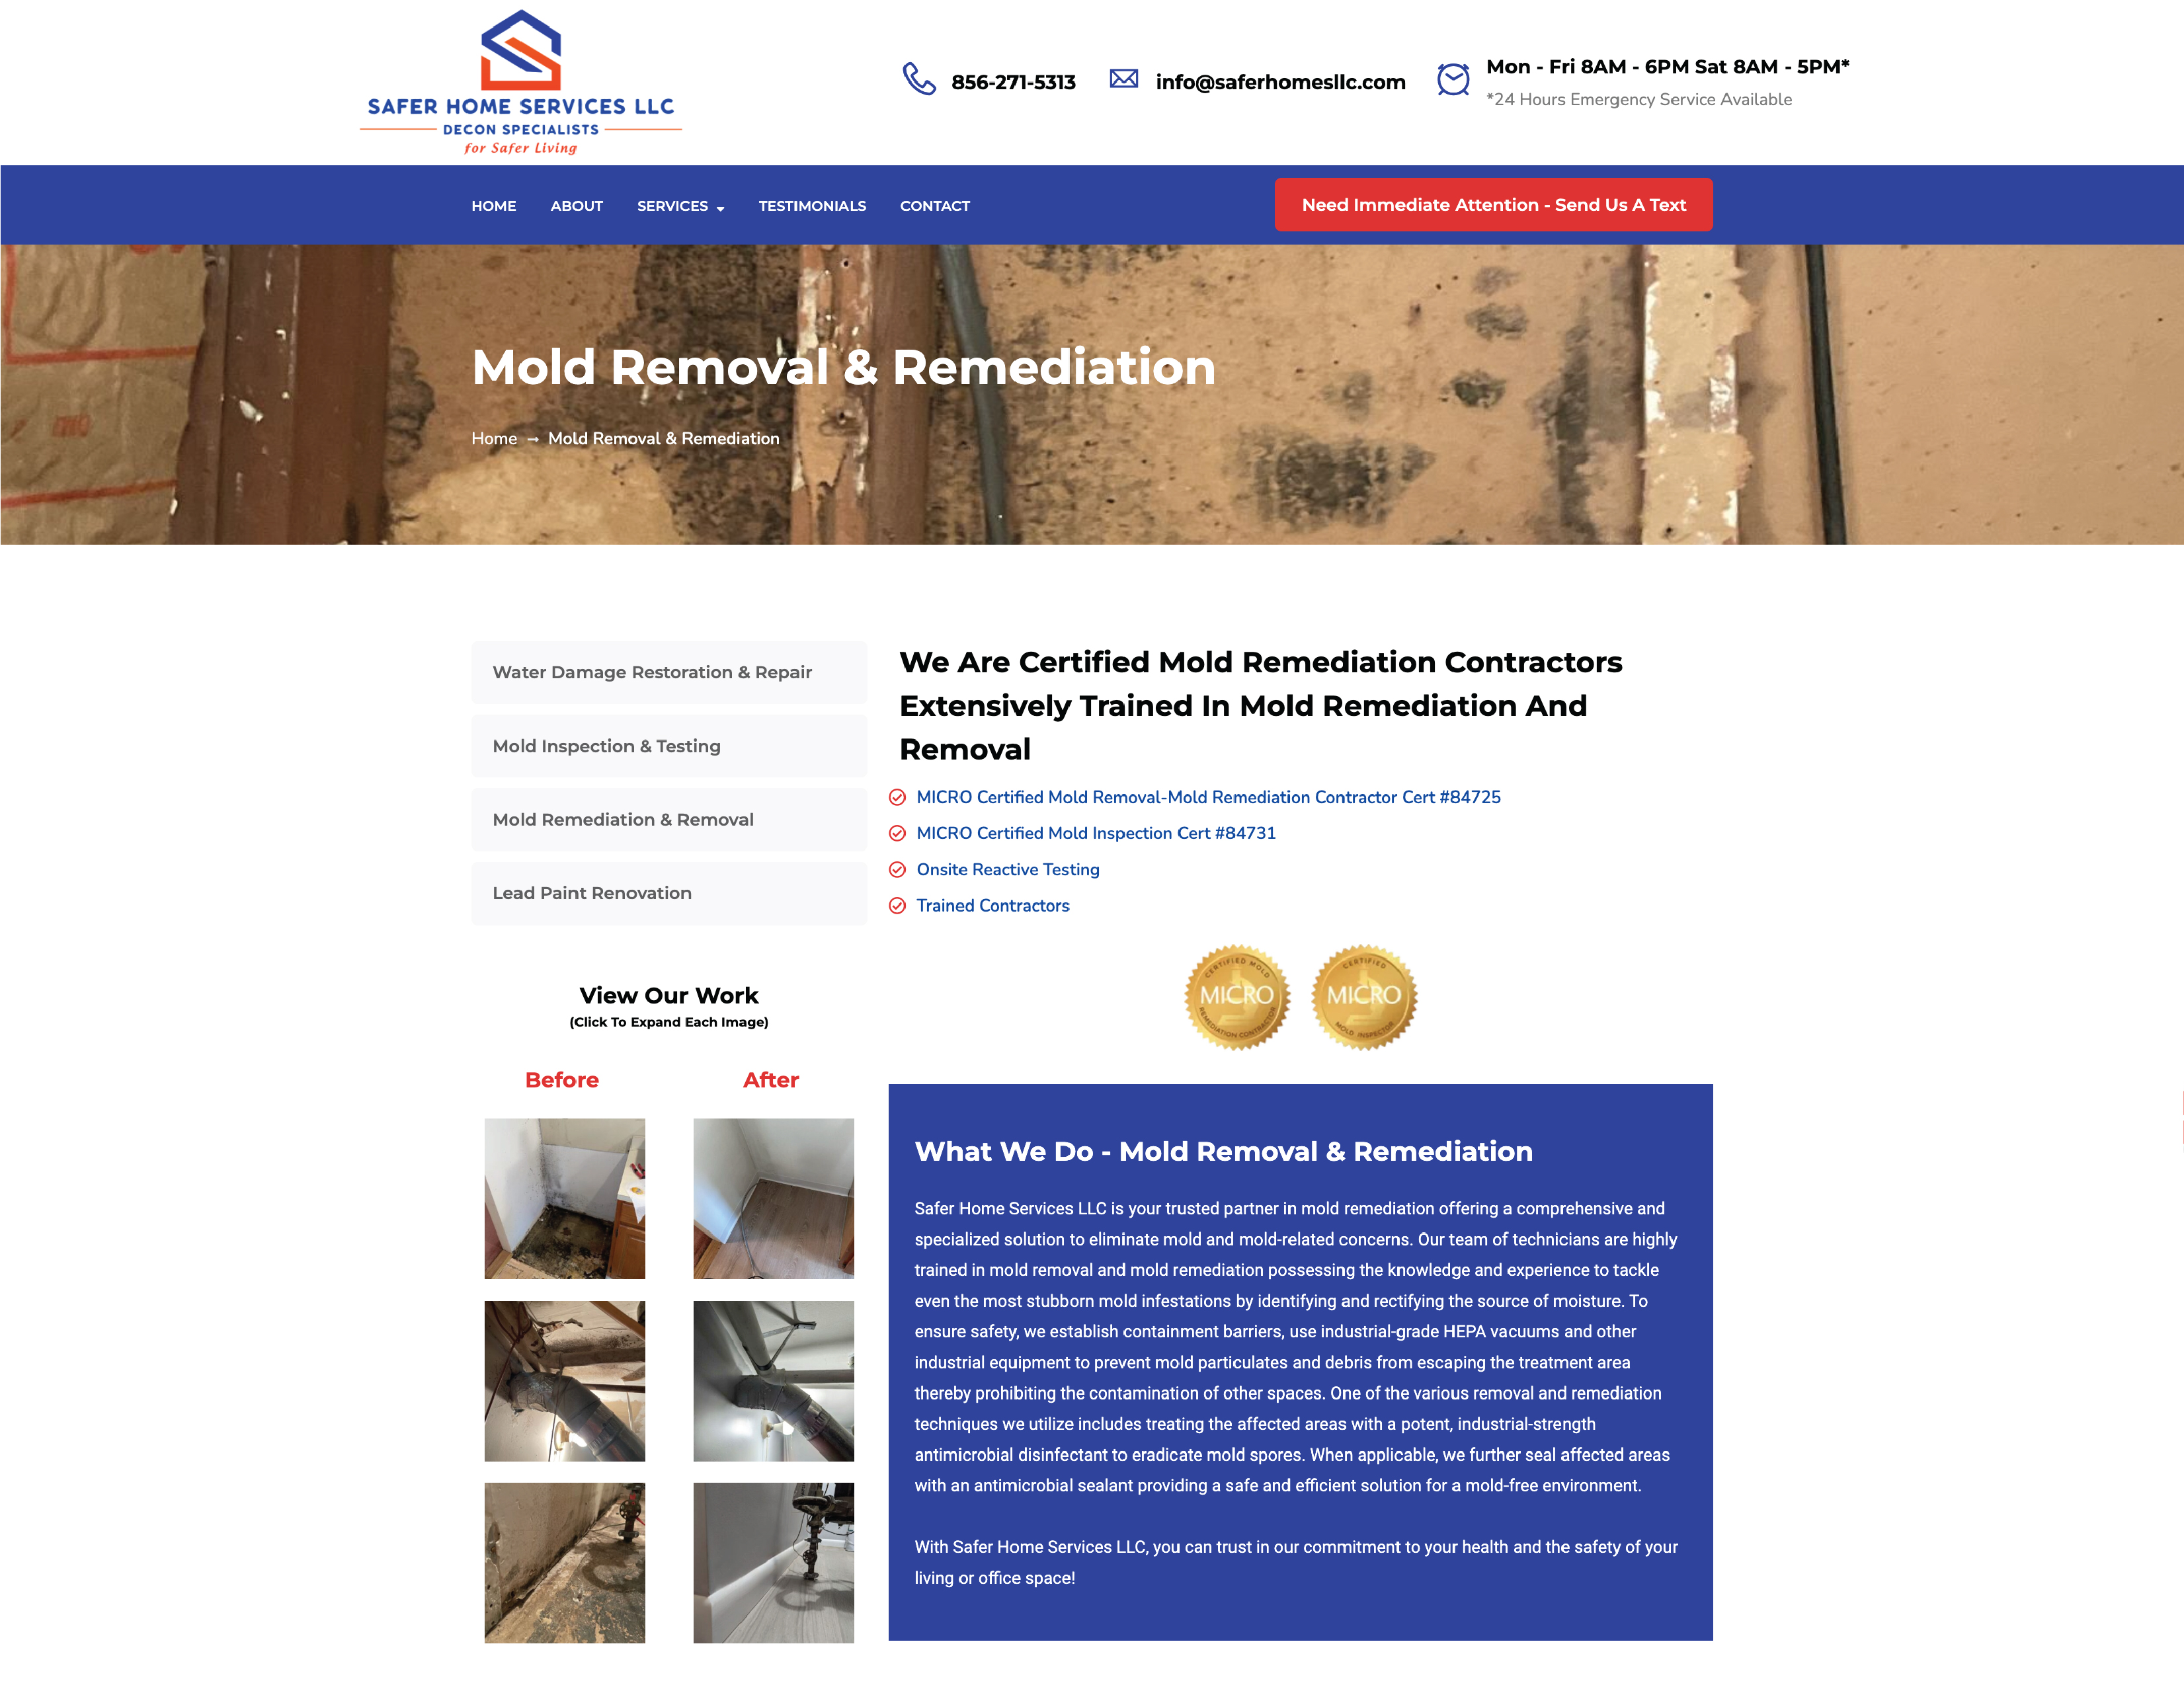 SAFER HOME SERVICES LLC
DECON SPECIALISTS
for Safer Living
856-271-5313
info@saferhomesllc.com
Mon - Fri 8AM - 6PM Sat 8AM - 5PM*
*24 Hours Emergency Service Available
HOME ABOUT SERVICES TESTIMONIALS CONTACT
Need Immediate Attention - Send Us A Text
Mold Removal & Remediation
Home → Mold Removal & Remediation
Water Damage Restoration & Repair
Mold Inspection & Testing
Mold Remediation & Removal
Lead Paint Renovation
View Our Work
(Click To Expand Each Image)
Before After
We Are Certified Mold Remediation Contractors
Extensively Trained In Mold Remediation And
Removal
MICRO Certified Mold Removal-Mold Remediation Contractor Cert #84725
MICRO Certified Mold Inspection Cert #84731
Onsite Reactive Testing
Trained Contractors
CERTIFIED MOLD
MICRO
REMEDIATION CONTRACTOR
CERTIFIED
MICRO
MOLD INSPECTOR
What We Do - Mold Removal & Remediation
Safer Home Services LLC is your trusted partner in mold remediation offering a comprehensive and
specialized solution to eliminate mold and mold-related concerns. Our team of technicians are highly
trained in mold removal and mold remediation possessing the knowledge and experience to tackle
even the most stubborn mold infestations by identifying and rectifying the source of moisture. To
ensure safety, we establish containment barriers, use industrial-grade HEPA vacuums and other
industrial equipment to prevent mold particulates and debris from escaping the treatment area
thereby prohibiting the contamination of other spaces. One of the various removal and remediation
techniques we utilize includes treating the affected areas with a potent, industrial-strength
antimicrobial disinfectant to eradicate mold spores. When applicable, we further seal affected areas
with an antimicrobial sealant providing a safe and efficient solution for a mold-free environment.
With Safer Home Services LLC, you can trust in our commitment to your health and the safety of your
living or office space!